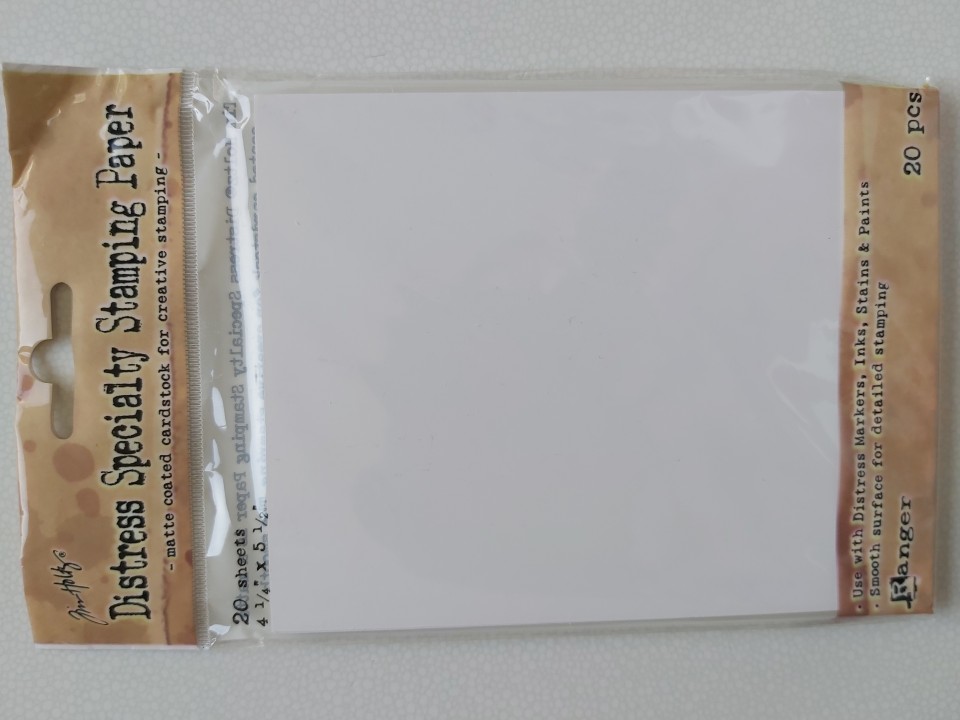 Tim Holtz®
Distress Specialty Stamping Paper
- matte coated cardstock for creative stamping -
20 sheets
4 1/4" x 5 1/2"
· Use with Distress Markers, Inks, Stains & Paints
· Smooth surface for detailed stamping
Ranger
20 pcs